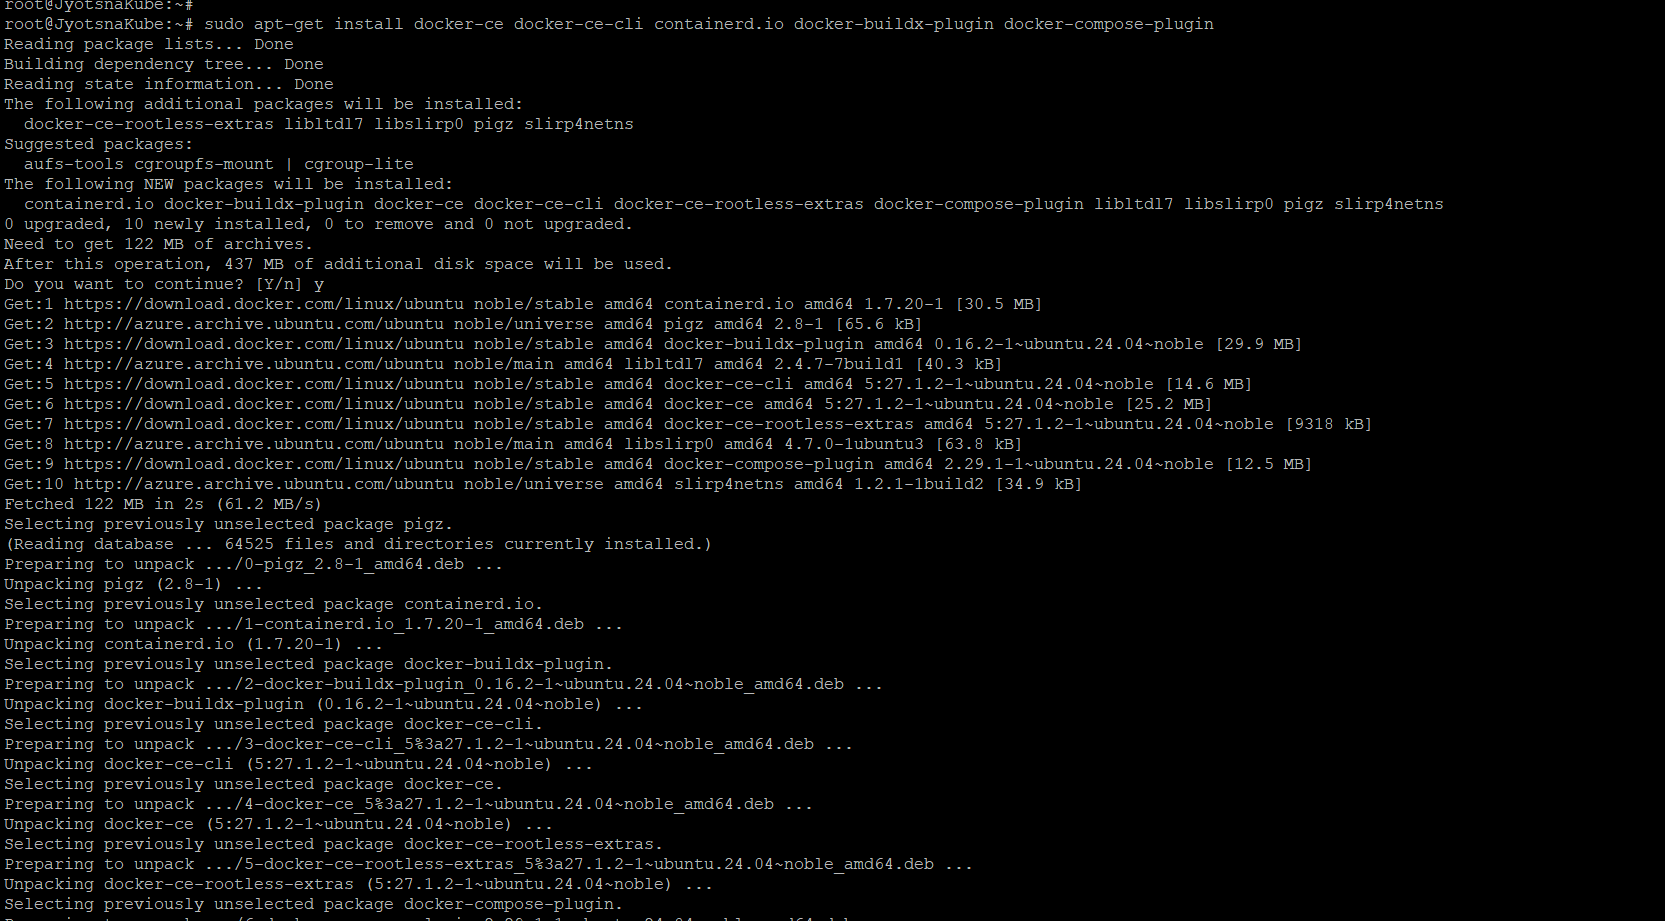 root@JyotsnaKube:~#
root@JyotsnaKube:~# sudo apt-get install docker-ce docker-ce-cli containerd.io docker-buildx-plugin docker-compose-plugin
Reading package lists... Done
Building dependency tree... Done
Reading state information... Done
The following additional packages will be installed:
  docker-ce-rootless-extras libltdl7 libslirp0 pigz slirp4netns
Suggested packages:
  aufs-tools cgroupfs-mount | cgroup-lite
The following NEW packages will be installed:
  containerd.io docker-buildx-plugin docker-ce docker-ce-cli docker-ce-rootless-extras docker-compose-plugin libltdl7 libslirp0 pigz slirp4netns
0 upgraded, 10 newly installed, 0 to remove and 0 not upgraded.
Need to get 122 MB of archives.
After this operation, 437 MB of additional disk space will be used.
Do you want to continue? [Y/n] y
Get:1 https://download.docker.com/linux/ubuntu noble/stable amd64 containerd.io amd64 1.7.20-1 [30.5 MB]
Get:2 http://azure.archive.ubuntu.com/ubuntu noble/universe amd64 pigz amd64 2.8-1 [65.6 kB]
Get:3 https://download.docker.com/linux/ubuntu noble/stable amd64 docker-buildx-plugin amd64 0.16.2-1~ubuntu.24.04~noble [29.9 MB]
Get:4 http://azure.archive.ubuntu.com/ubuntu noble/main amd64 libltdl7 amd64 2.4.7-7build1 [40.3 kB]
Get:5 https://download.docker.com/linux/ubuntu noble/stable amd64 docker-ce-cli amd64 5:27.1.2-1~ubuntu.24.04~noble [14.6 MB]
Get:6 https://download.docker.com/linux/ubuntu noble/stable amd64 docker-ce amd64 5:27.1.2-1~ubuntu.24.04~noble [25.2 MB]
Get:7 https://download.docker.com/linux/ubuntu noble/stable amd64 docker-ce-rootless-extras amd64 5:27.1.2-1~ubuntu.24.04~noble [9318 kB]
Get:8 http://azure.archive.ubuntu.com/ubuntu noble/main amd64 libslirp0 amd64 4.7.0-1ubuntu3 [63.8 kB]
Get:9 https://download.docker.com/linux/ubuntu noble/stable amd64 docker-compose-plugin amd64 2.29.1-1~ubuntu.24.04~noble [12.5 MB]
Get:10 http://azure.archive.ubuntu.com/ubuntu noble/universe amd64 slirp4netns amd64 1.2.1-1build2 [34.9 kB]
Fetched 122 MB in 2s (61.2 MB/s)
Selecting previously unselected package pigz.
(Reading database ... 64525 files and directories currently installed.)
Preparing to unpack .../0-pigz_2.8-1_amd64.deb ...
Unpacking pigz (2.8-1) ...
Selecting previously unselected package containerd.io.
Preparing to unpack .../1-containerd.io_1.7.20-1_amd64.deb ...
Unpacking containerd.io (1.7.20-1) ...
Selecting previously unselected package docker-buildx-plugin.
Preparing to unpack .../2-docker-buildx-plugin_0.16.2-1~ubuntu.24.04~noble_amd64.deb ...
Unpacking docker-buildx-plugin (0.16.2-1~ubuntu.24.04~noble) ...
Selecting previously unselected package docker-ce-cli.
Preparing to unpack .../3-docker-ce-cli_5%3a27.1.2-1~ubuntu.24.04~noble_amd64.deb ...
Unpacking docker-ce-cli (5:27.1.2-1~ubuntu.24.04~noble) ...
Selecting previously unselected package docker-ce.
Preparing to unpack .../4-docker-ce_5%3a27.1.2-1~ubuntu.24.04~noble_amd64.deb ...
Unpacking docker-ce (5:27.1.2-1~ubuntu.24.04~noble) ...
Selecting previously unselected package docker-ce-rootless-extras.
Preparing to unpack .../5-docker-ce-rootless-extras_5%3a27.1.2-1~ubuntu.24.04~noble_amd64.deb ...
Unpacking docker-ce-rootless-extras (5:27.1.2-1~ubuntu.24.04~noble) ...
Selecting previously unselected package docker-compose-plugin.